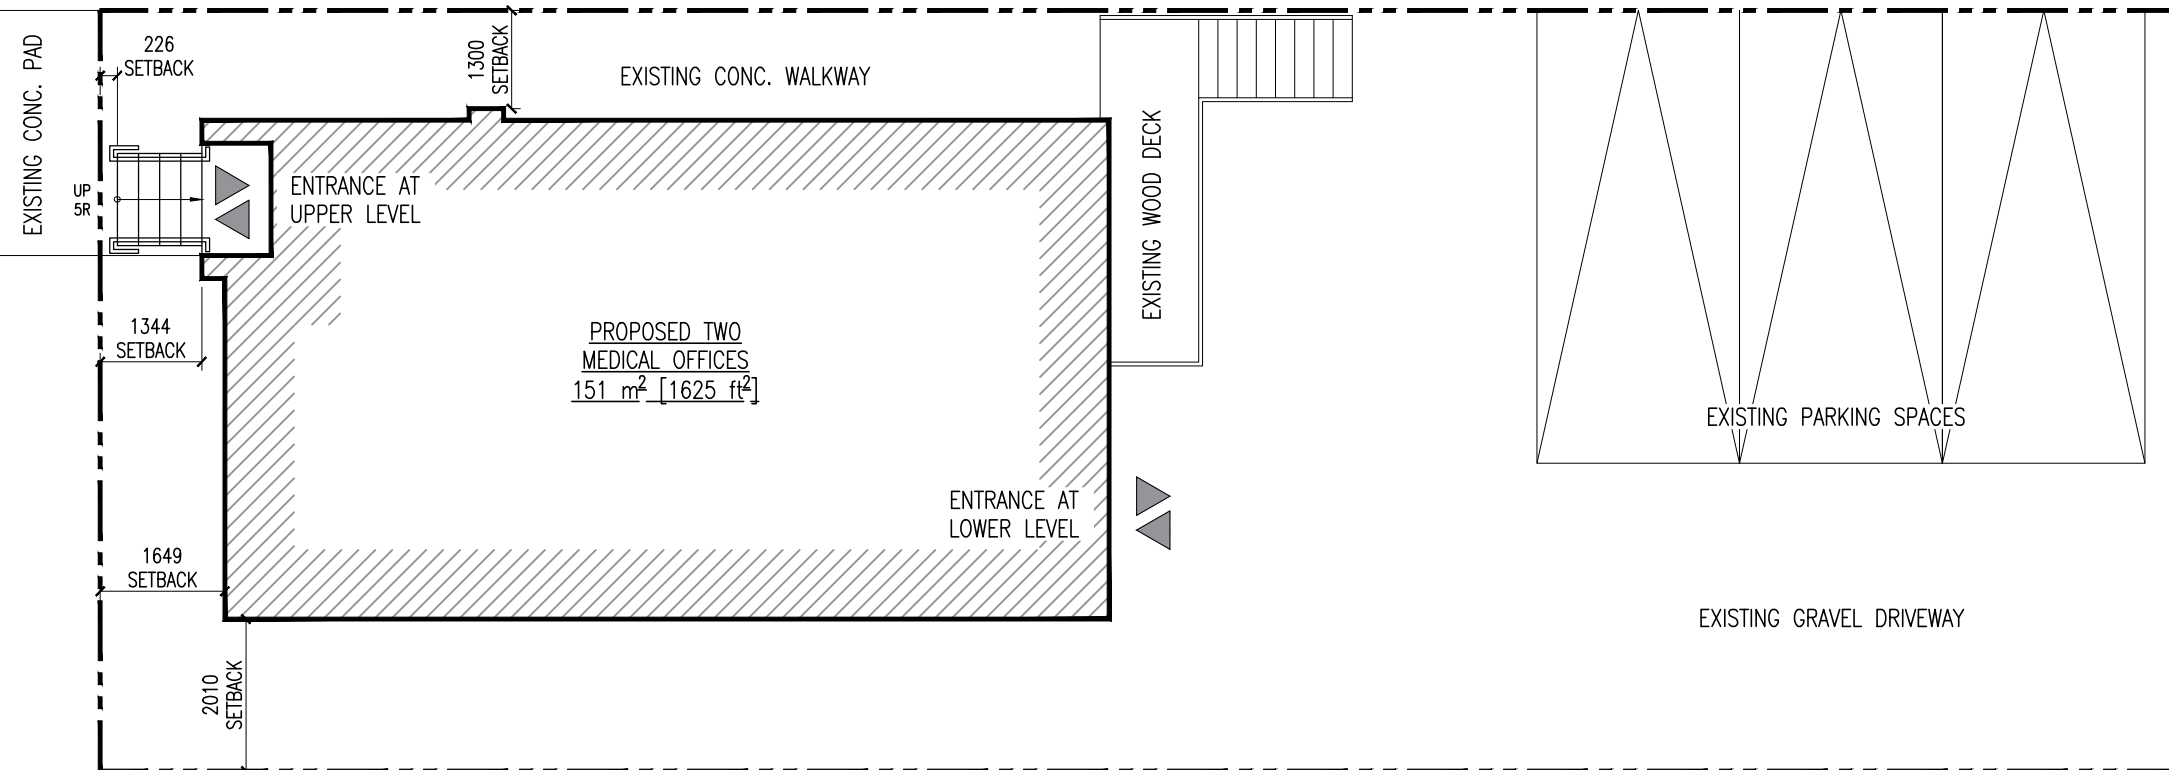 EXISTING CONC. PAD
226
SETBACK
1300
SETBACK
EXISTING CONC. WALKWAY
UP
5R
ENTRANCE AT
UPPER LEVEL
EXISTING WOOD DECK
1344
SETBACK
PROPOSED TWO
MEDICAL OFFICES
151 m² [1625 ft²]
EXISTING PARKING SPACES
ENTRANCE AT
LOWER LEVEL
1649
SETBACK
EXISTING GRAVEL DRIVEWAY
2010
SETBACK